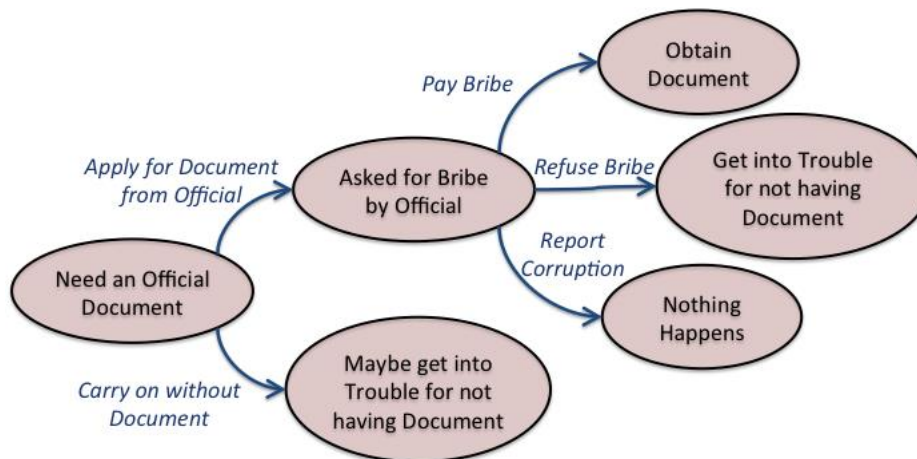 Obtain
Document
Pay Bribe
Apply for Document
from Official
Asked for Bribe
by Official
Refuse Bribe
Get into Trouble
for not having
Document
Report
Corruption
Need an Official
Document
Nothing
Happens
Carry on without
Document
Maybe get into
Trouble for not
having Document